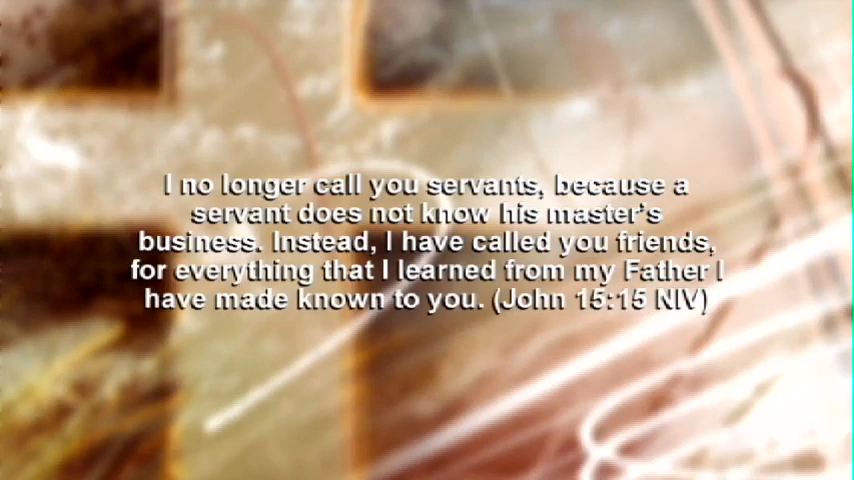 I no longer call you servants, because a
servant does not know his master's
business. Instead, I have called you friends,
for everything that I learned from my Father I
have made known to you. (John 15:15 NIV)